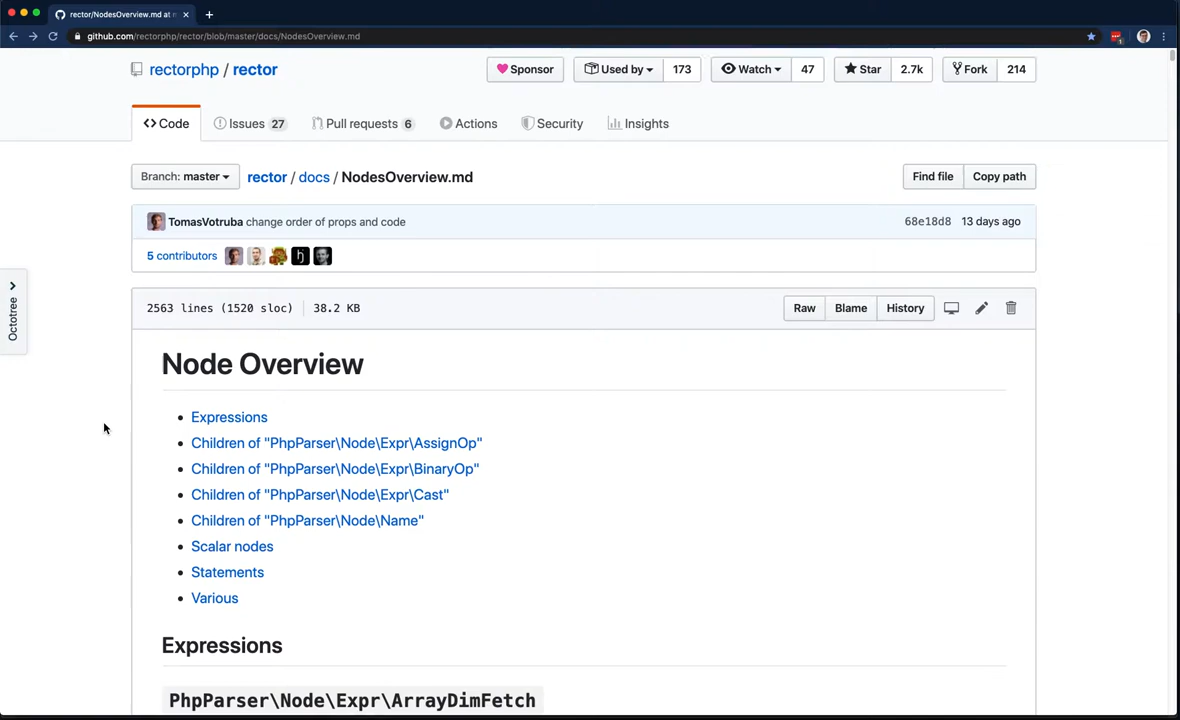 rector/NodesOverview.md at m
github.com/rectorphp/rector/blob/master/docs/NodesOverview.md
rectorphp / rector
Sponsor
Used by 173
Watch 47
Star 2.7k
Fork 214
Code
Issues 27
Pull requests 6
Actions
Security
Insights
Branch: master
rector / docs / NodesOverview.md
Find file
Copy path
TomasVotruba change order of props and code
68e18d8 13 days ago
5 contributors
Octotree
2563 lines (1520 sloc) 38.2 KB
Raw
Blame
History
Node Overview
Expressions
Children of "PhpParser\Node\Expr\AssignOp"
Children of "PhpParser\Node\Expr\BinaryOp"
Children of "PhpParser\Node\Expr\Cast"
Children of "PhpParser\Node\Name"
Scalar nodes
Statements
Various
Expressions
PhpParser\Node\Expr\ArrayDimFetch